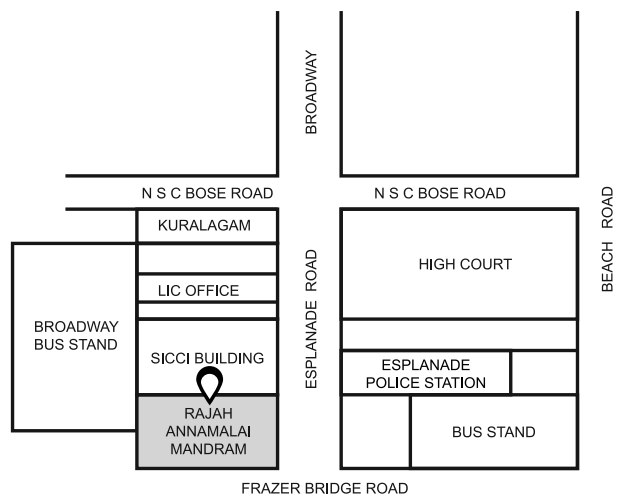 BROADWAY
N S C BOSE ROAD
N S C BOSE ROAD
KURALAGAM
LIC OFFICE
BROADWAY
BUS STAND
SICCI BUILDING
RAJAH
ANNAMALAI
MANDRAM
ESPLANADE ROAD
HIGH COURT
BEACH ROAD
ESPLANADE
POLICE STATION
BUS STAND
FRAZER BRIDGE ROAD